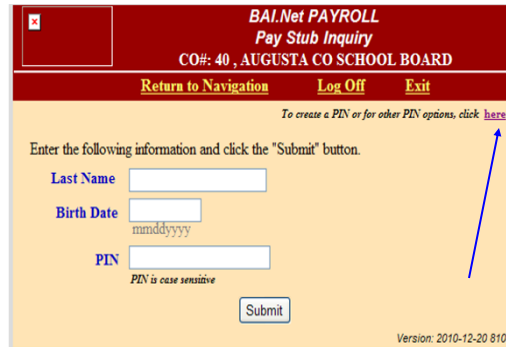 BAI.Net PAYROLL
Pay Stub Inquiry
CO#: 40 , AUGUSTA CO SCHOOL BOARD
Return to Navigation Log Off Exit
To create a PIN or for other PIN options, click here
Enter the following information and click the "Submit" button.
Last Name
Birth Date
mmddyyyy
PIN
PIN is case sensitive
Submit
Version: 2010-12-20 810